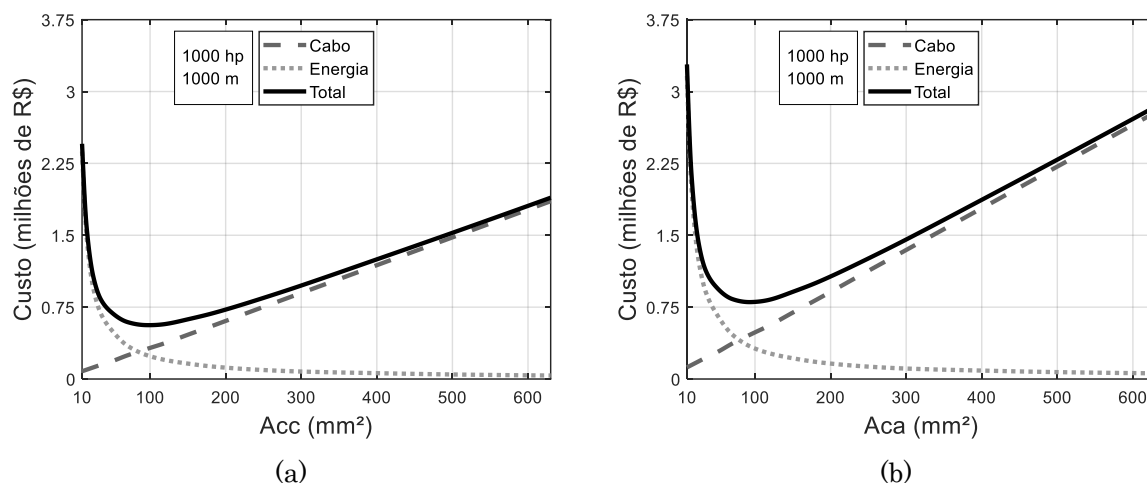 3.75
3
2.25
1.5
0.75
0
Custo (milhões de R$)
1000 hp
1000 m
Cabo
Energia
Total
10 100 200 300 400 500 600
Acc (mm²)
(a)
3.75
3
2.25
1.5
0.75
0
Custo (milhões de R$)
1000 hp
1000 m
Cabo
Energia
Total
10 100 200 300 400 500 600
Aca (mm²)
(b)